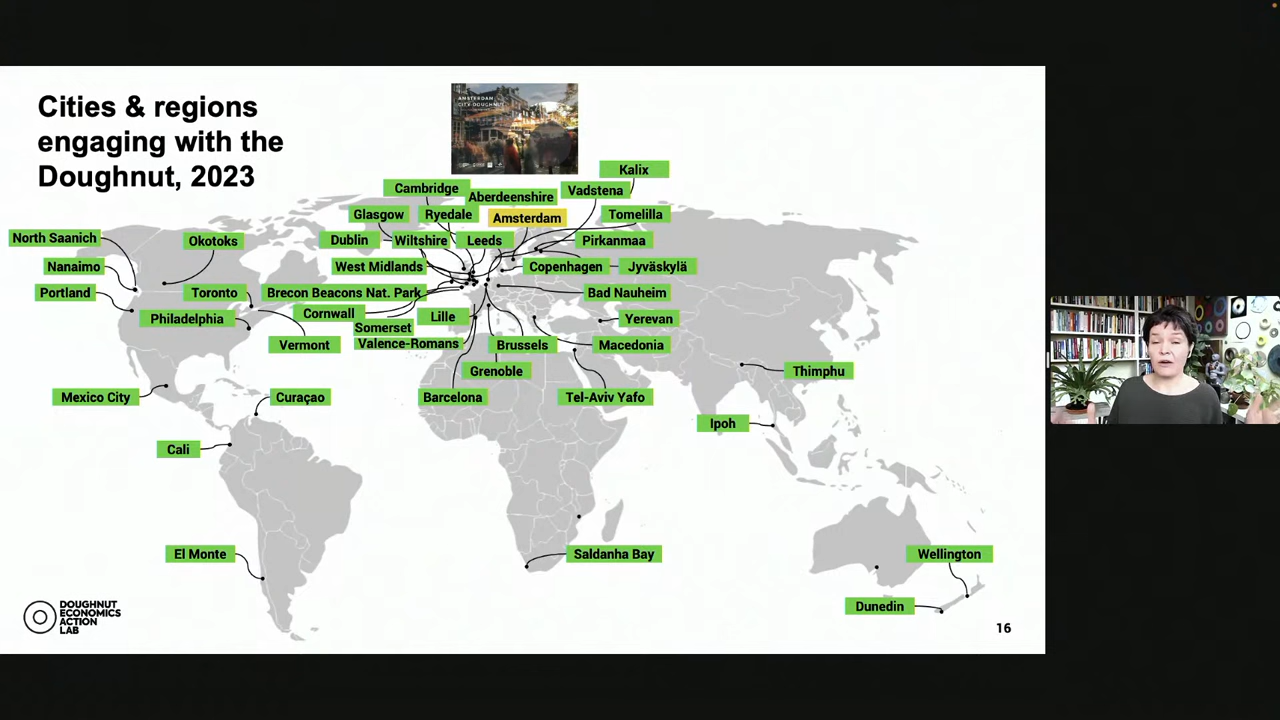 Cities & regions
engaging with the
Doughnut, 2023
AMSTERDAM
CITY DOUGHNUT
Kalix
Cambridge
Aberdeenshire
Vadstena
Glasgow
Ryedale
Amsterdam
Tomelilla
North Saanich
Okotoks
Dublin
Wiltshire
Leeds
Pirkanmaa
Nanaimo
West Midlands
Copenhagen
Jyväskylä
Portland
Toronto
Brecon Beacons Nat. Park
Bad Nauheim
Philadelphia
Cornwall
Lille
Yerevan
Somerset
Vermont
Valence-Romans
Brussels
Macedonia
Grenoble
Thimphu
Mexico City
Curaçao
Barcelona
Tel-Aviv Yafo
Ipoh
Cali
El Monte
Saldanha Bay
Wellington
Dunedin
DOUGHNUT
ECONOMICS
ACTION
LAB
16